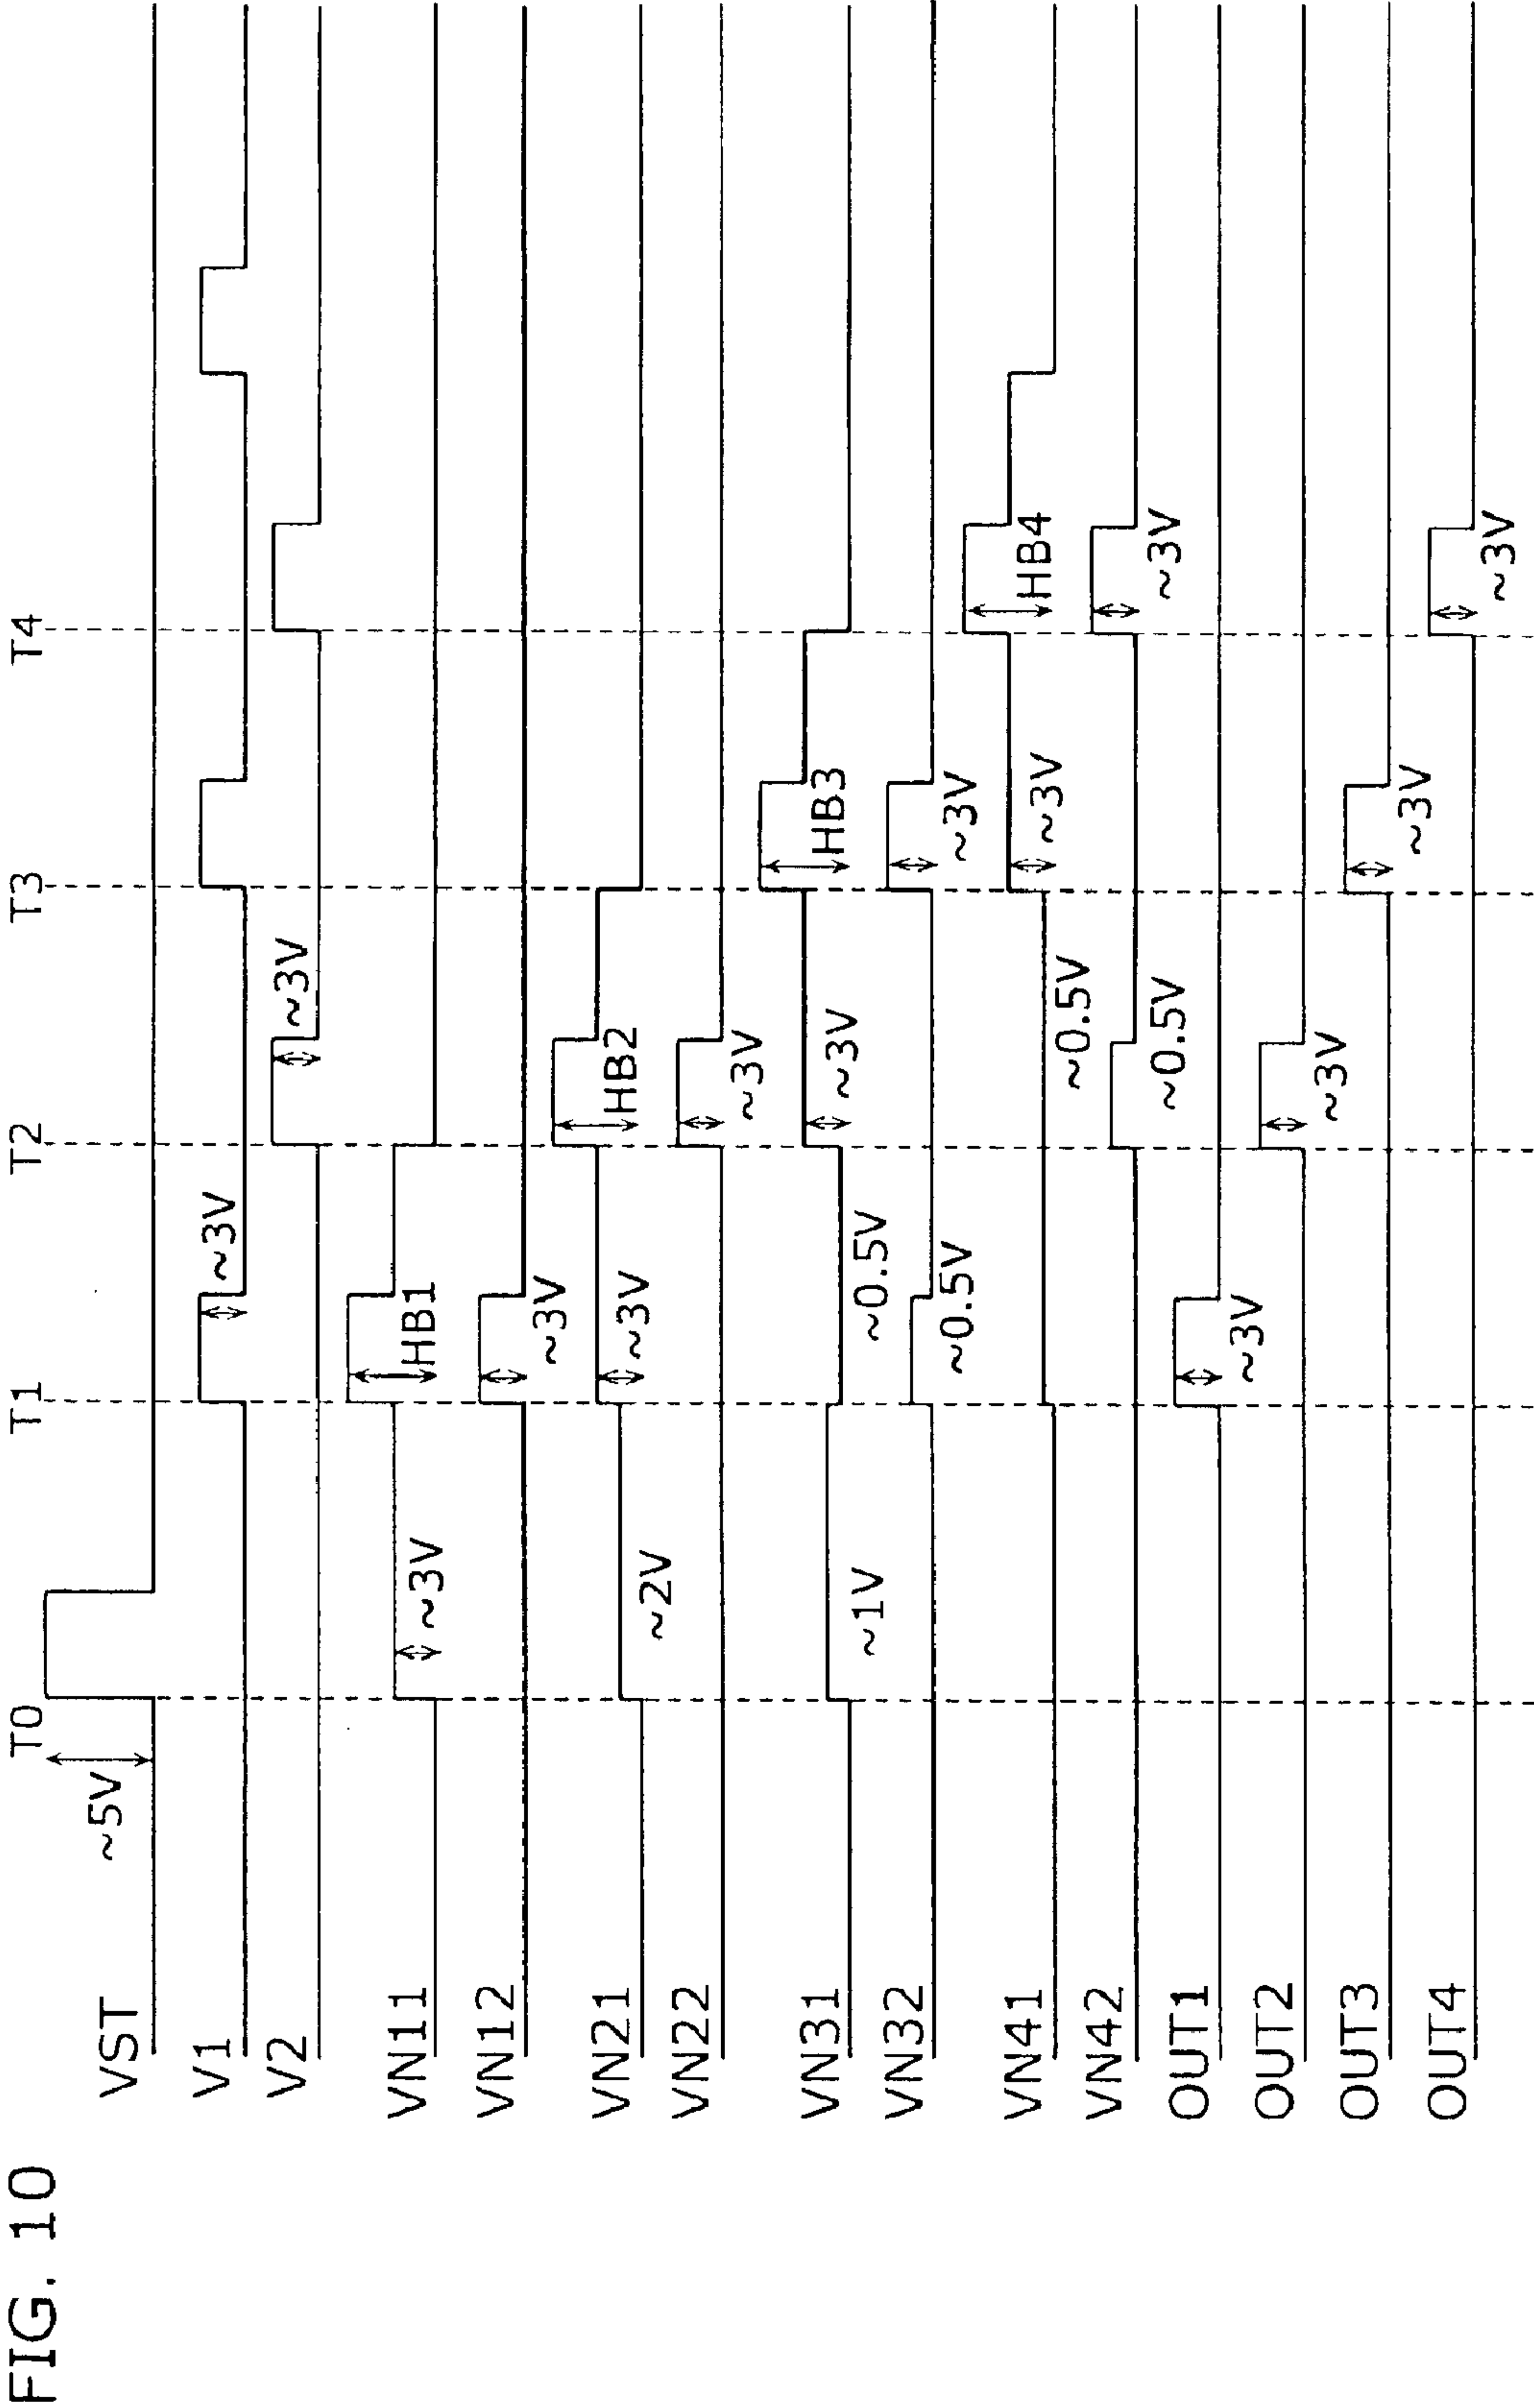 FIG. 10
T0 T1 T2 T3 T4
VST ~5V
V1 ~3V
V2 ~3V
VN11 ~3V HB1
VN12 ~3V
VN21 ~2V ~3V HB2
VN22 ~3V
VN31 ~1V ~0.5V ~3V HB3
VN32 ~0.5V ~3V
VN41 ~0.5V ~3V HB4
VN42 ~0.5V ~3V
OUT1 ~3V
OUT2 ~3V
OUT3 ~3V
OUT4 ~3V